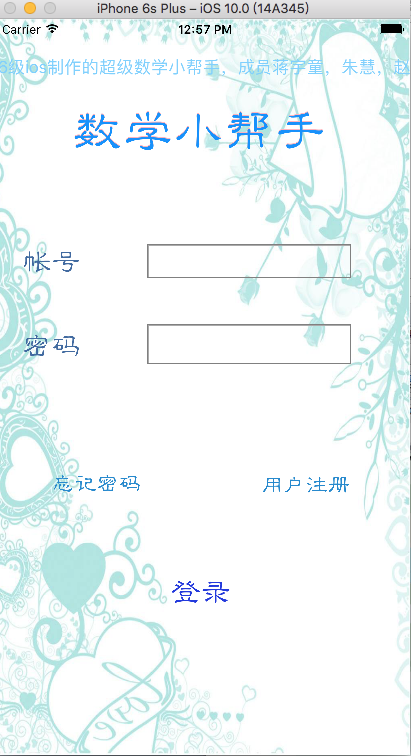 iPhone 6s Plus – iOS 10.0 (14A345)
Carrier 12:57 PM
6级ios制作的超级数学小帮手，成员蒋宇童，朱慧，赵
数学小帮手
帐号
密码
忘记密码 用户注册
登录